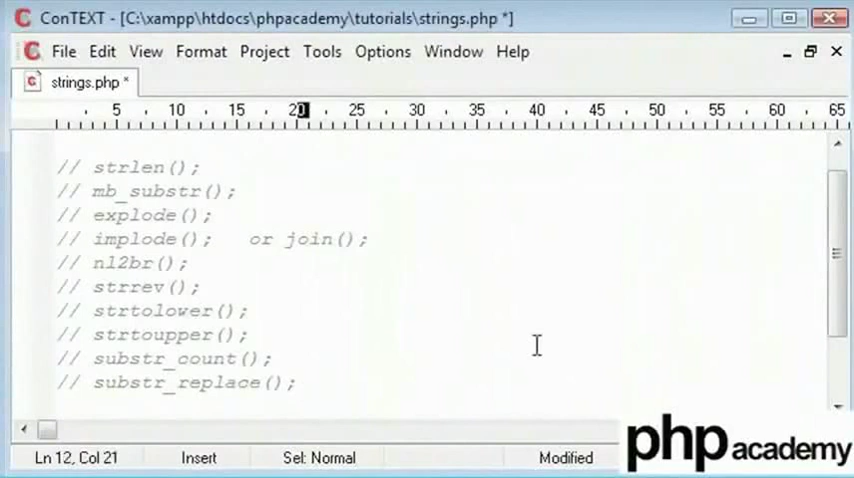 ConTEXT - [C:\xampp\htdocs\phpacademy\tutorials\strings.php *]
File Edit View Format Project Tools Options Window Help
strings.php *
5 10 15 20 25 30 35 40 45 50 55 60 65
// strlen();
// mb_substr();
// explode();
// implode();   or join();
// nl2br();
// strrev();
// strtolower();
// strtoupper();
// substr_count();
// substr_replace();
Ln 12, Col 21 Insert Sel: Normal Modified
php academy